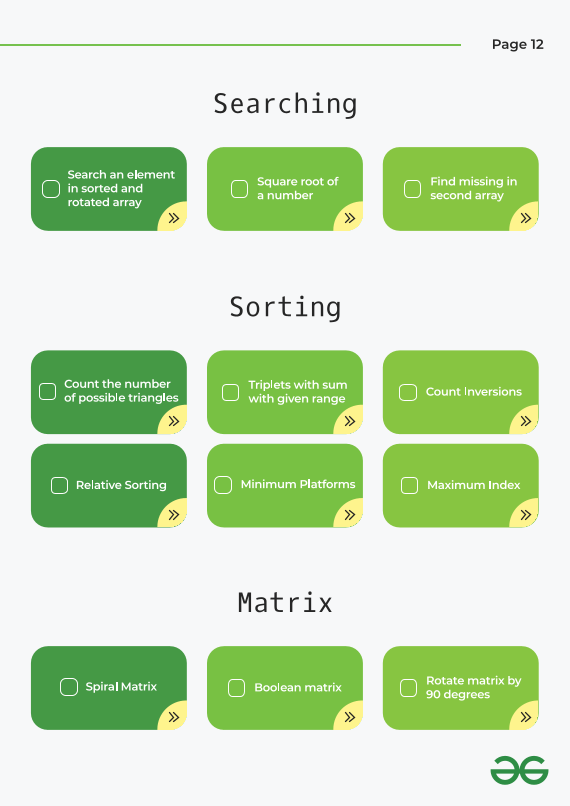 Page 12
Searching
Search an element
in sorted and
rotated array
Square root of
a number
Find missing in
second array
Sorting
Count the number
of possible triangles
Triplets with sum
with given range
Count Inversions
Relative Sorting
Minimum Platforms
Maximum Index
Matrix
Spiral Matrix
Boolean matrix
Rotate matrix by
90 degrees